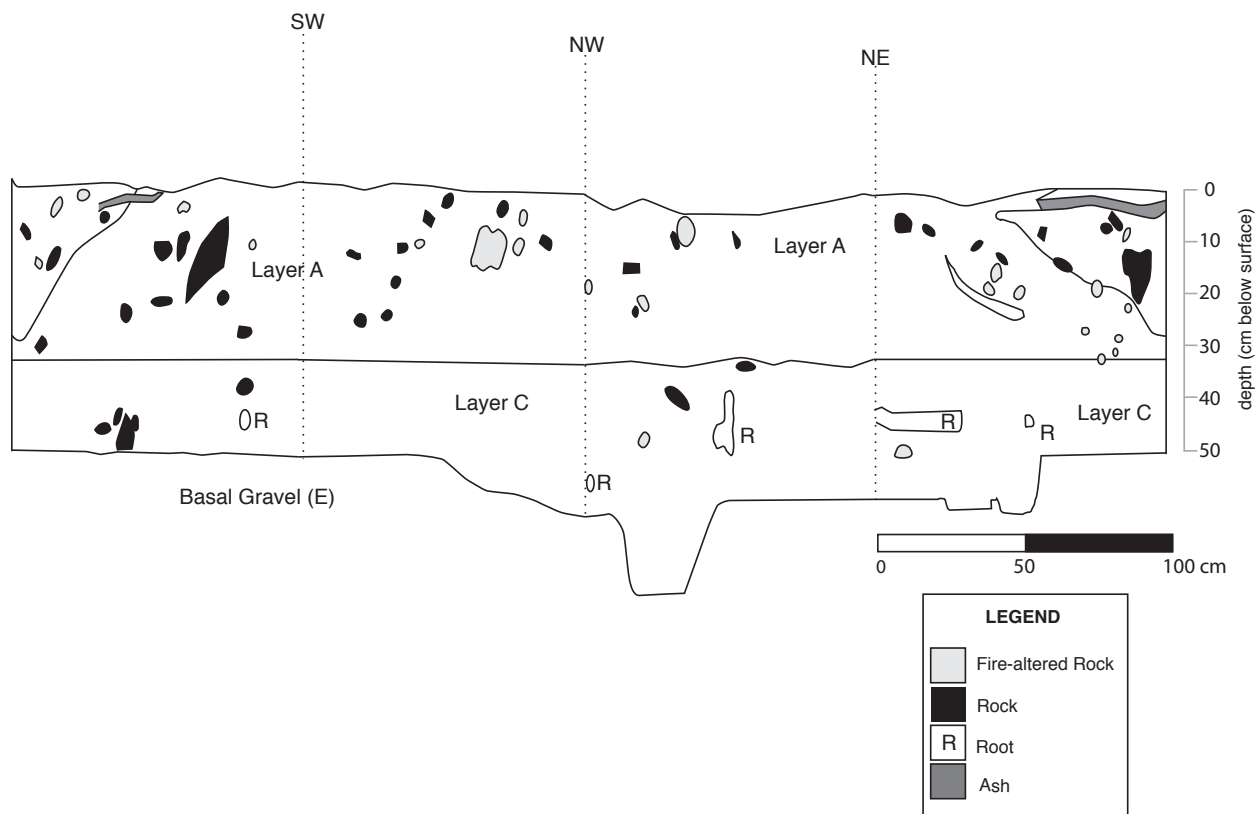 SW
NW
NE
0
10
20
30
40
50
depth (cm below surface)
Layer A
Layer A
Layer C
Layer C
R
R
R
R
R
Basal Gravel (E)
0 50 100 cm
LEGEND
Fire-altered Rock
Rock
R Root
Ash